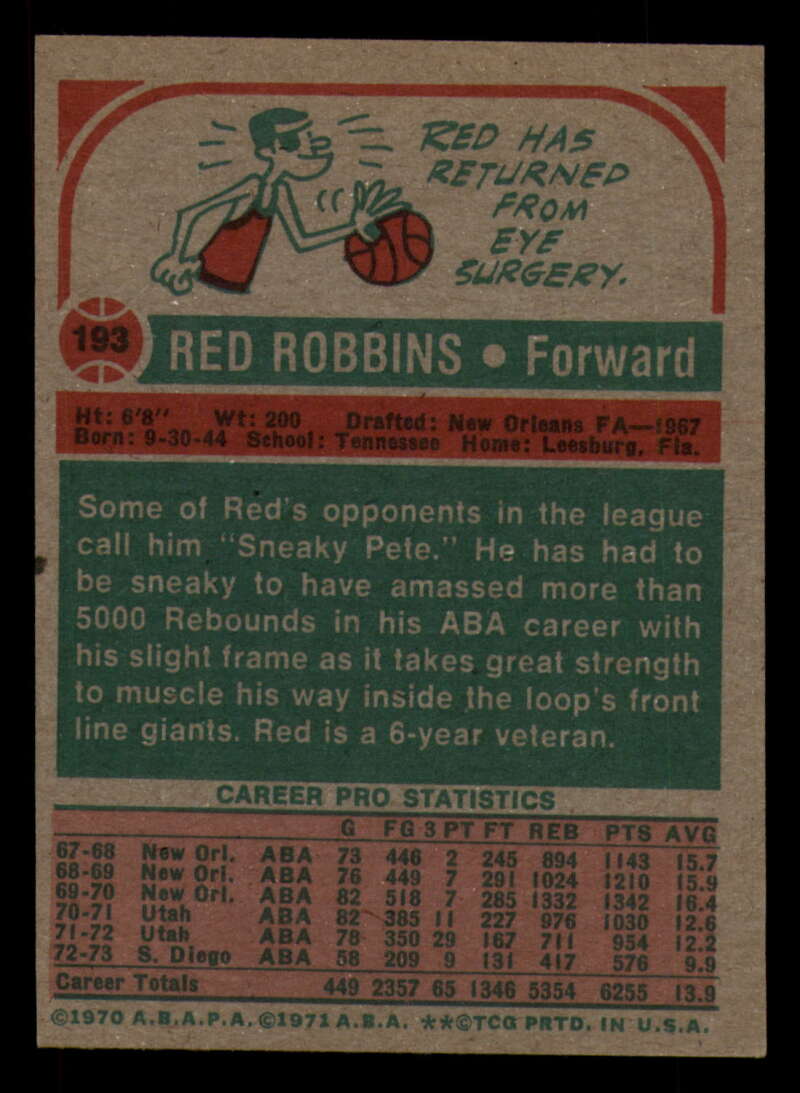 RED HAS
RETURNED
FROM
EYE
SURGERY.
193 RED ROBBINS • Forward
Ht: 6'8" Wt: 200 Drafted: New Orleans FA—1967
Born: 9-30-44 School: Tennessee Home: Leesburg, Fla.
Some of Red's opponents in the league
call him "Sneaky Pete." He has had to
be sneaky to have amassed more than
5000 Rebounds in his ABA career with
his slight frame as it takes great strength
to muscle his way inside the loop's front
line giants. Red is a 6-year veteran.
CAREER PRO STATISTICS
G FG 3 PT FT REB PTS AVG
67-68 New Orl. ABA 73 446 2 245 894 1143 15.7
68-69 New Orl. ABA 76 449 7 291 1024 1210 15.9
69-70 New Orl. ABA 82 518 7 285 1332 1342 16.4
70-71 Utah ABA 82 385 11 227 976 1030 12.6
71-72 Utah ABA 78 350 29 167 711 954 12.2
72-73 S. Diego ABA 58 209 9 131 417 576 9.9
Career Totals 449 2357 65 1346 5354 6255 13.9
©1970 A.B.A.P.A. ©1971 A.B.A. **©TCG PRTD. IN U.S.A.